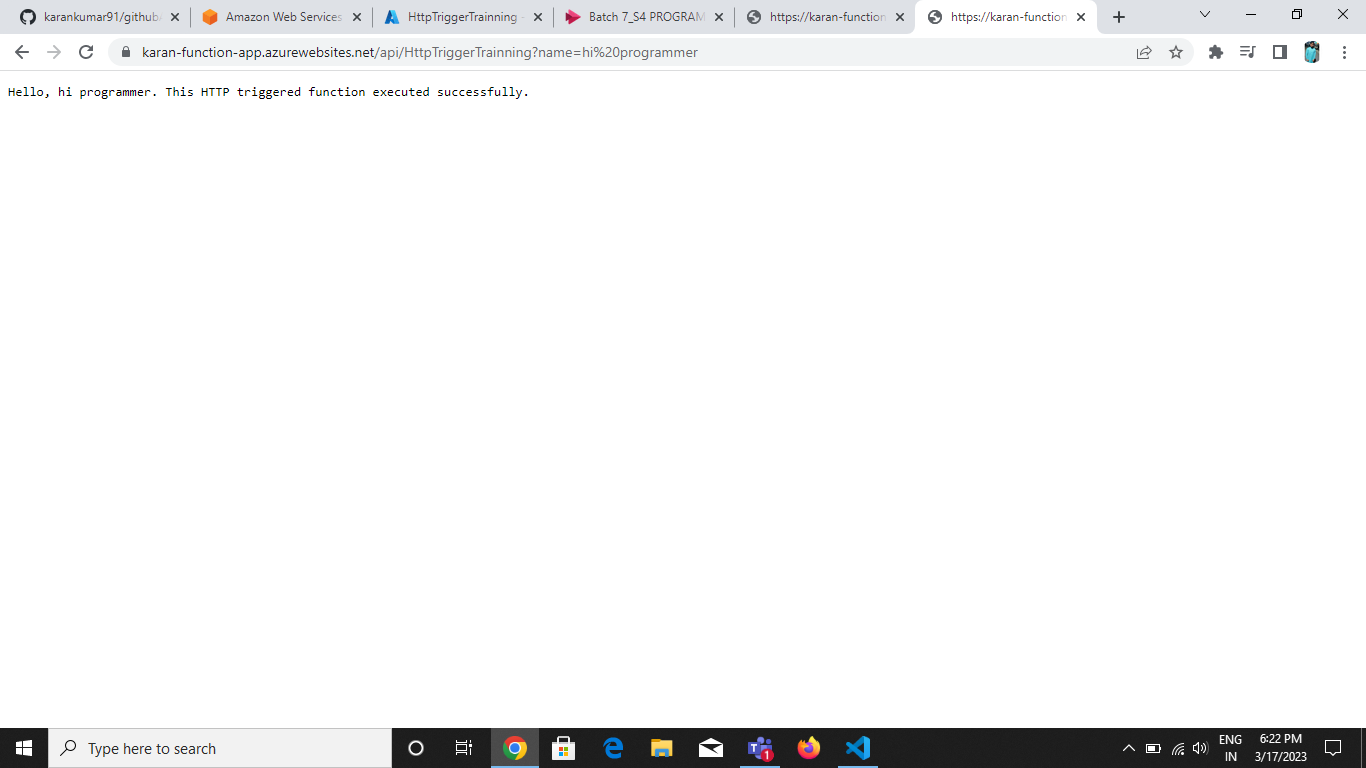 karankumar91/github
Amazon Web Services
HttpTriggerTrainning
Batch 7_S4 PROGRAM
https://karan-function
https://karan-function
karan-function-app.azurewebsites.net/api/HttpTriggerTrainning?name=hi%20programmer
Hello, hi programmer. This HTTP triggered function executed successfully.
Type here to search
1
ENG
IN
6:22 PM
3/17/2023